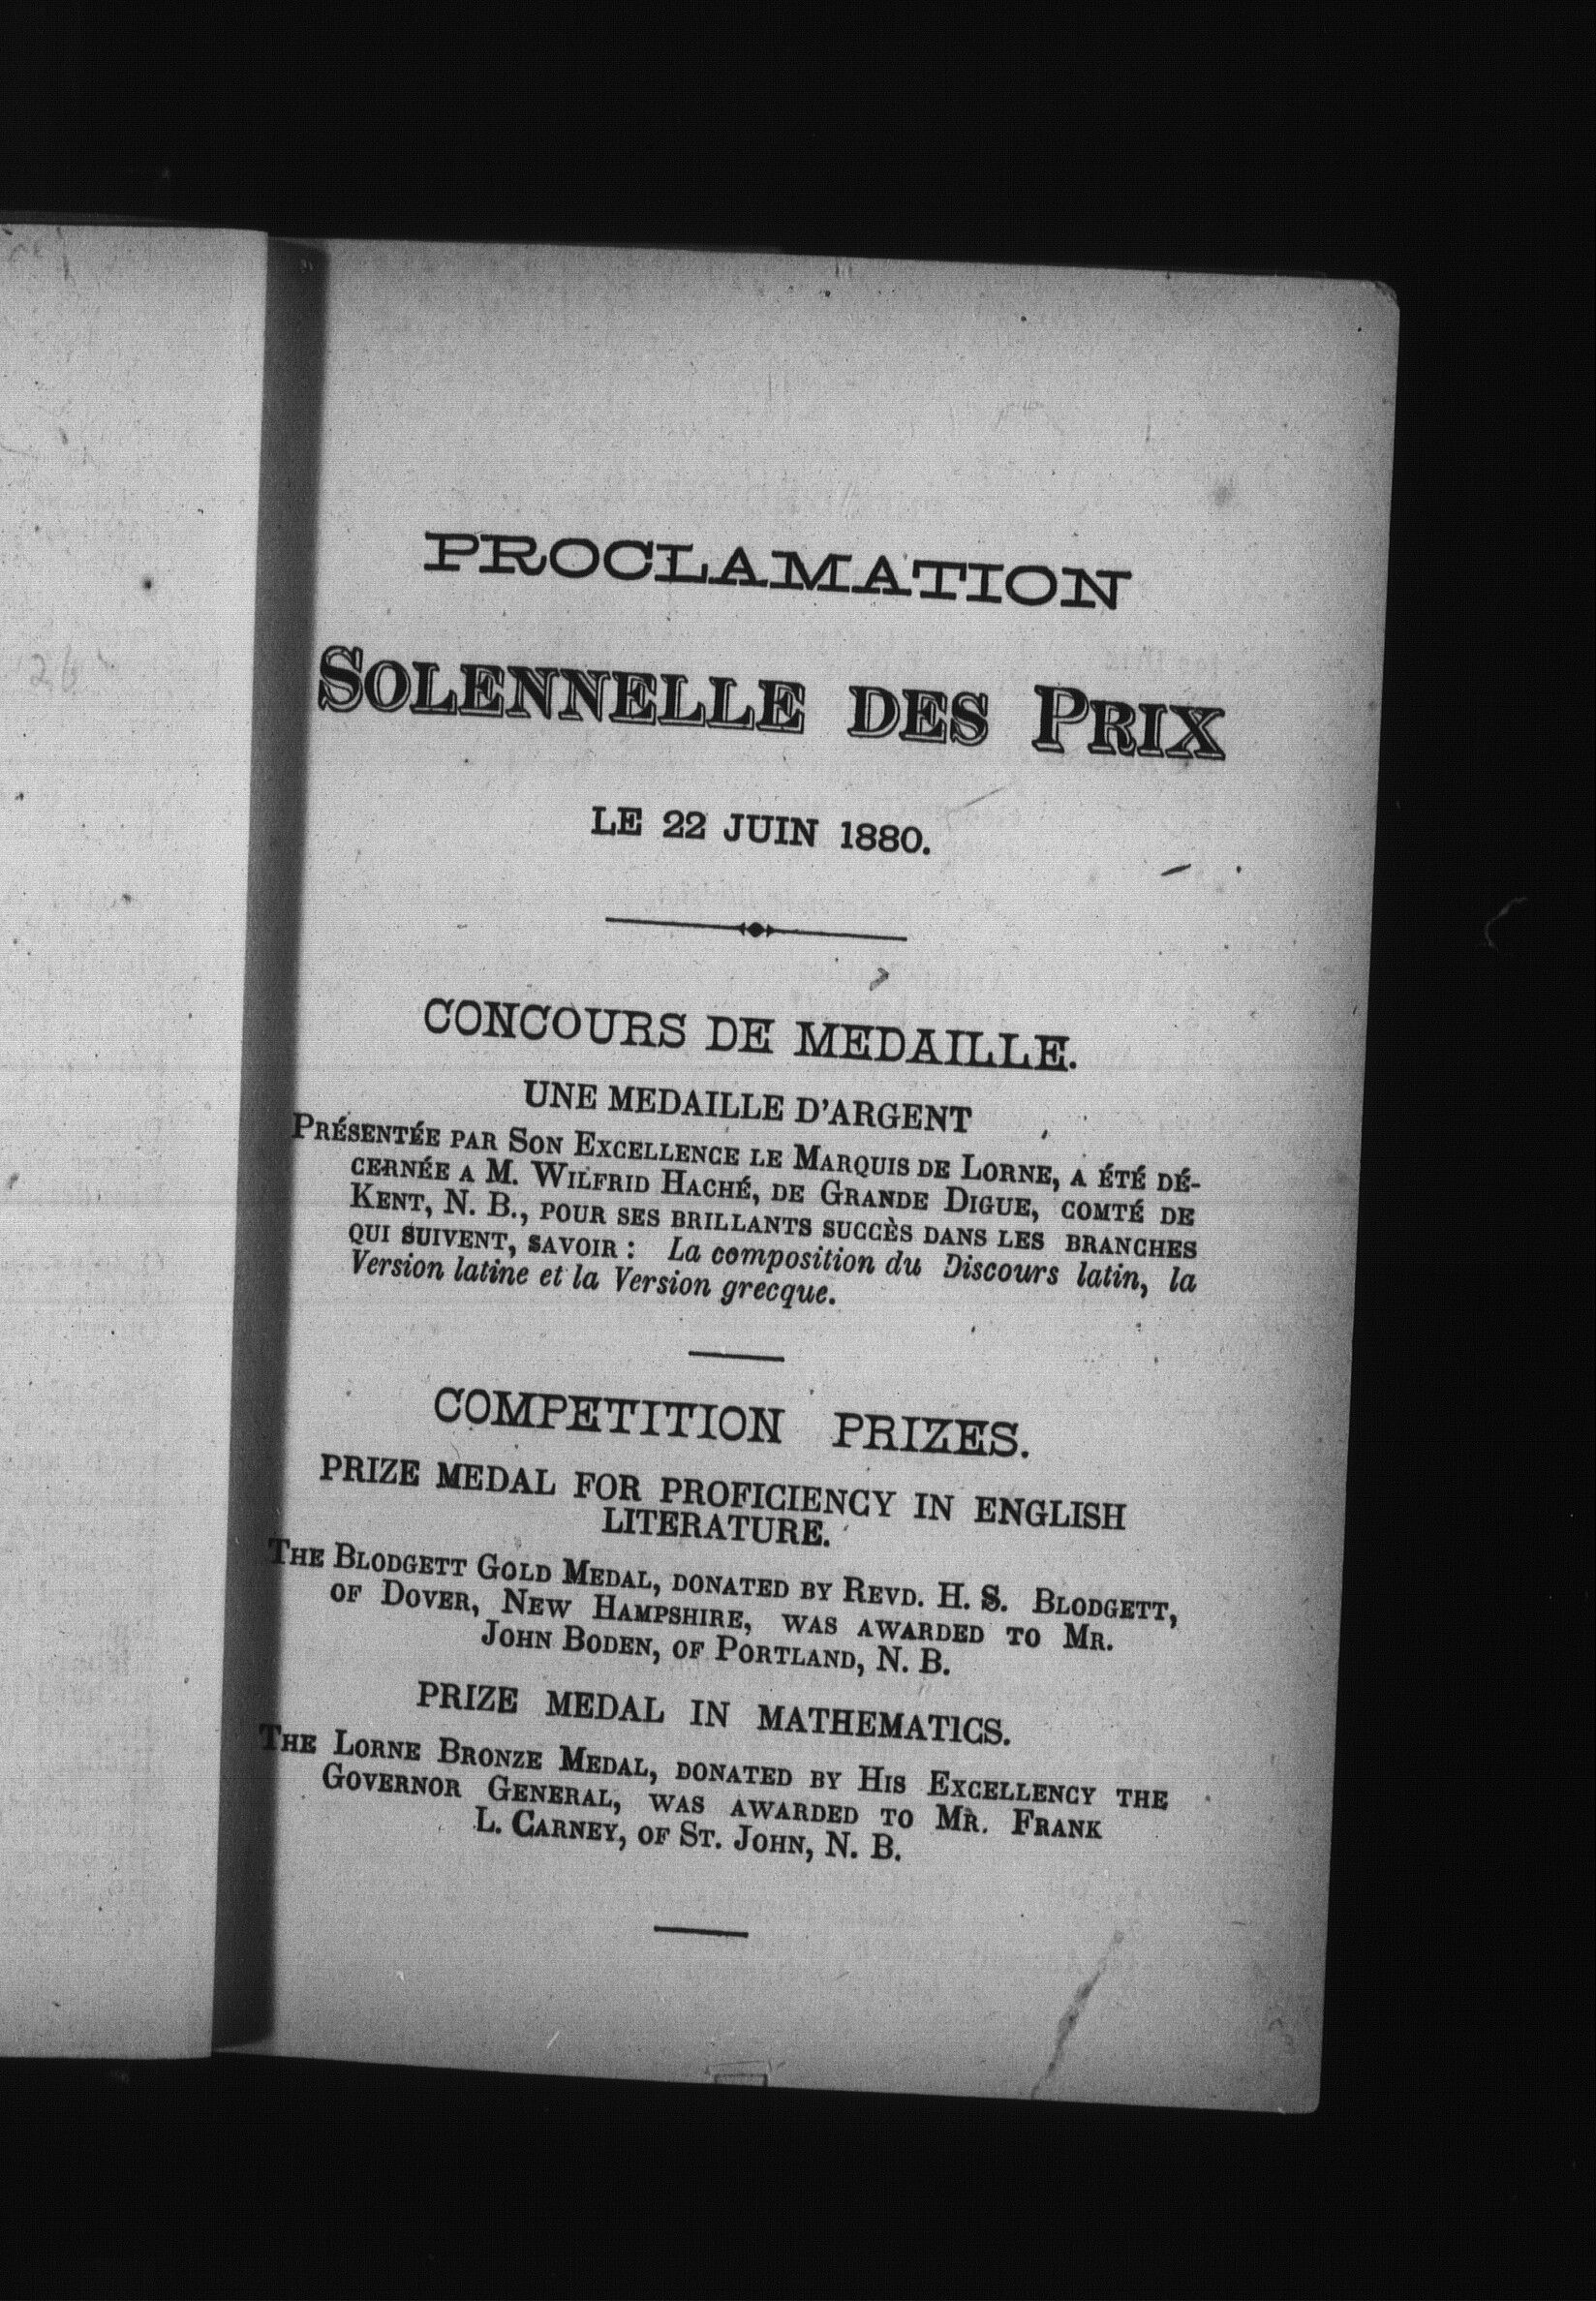 PROCLAMATION
SOLENNELLE DES PRIX
LE 22 JUIN 1880.
CONCOURS DE MEDAILLE.
UNE MEDAILLE D'ARGENT
PRÉSENTÉE PAR SON EXCELLENCE LE MARQUIS DE LORNE, A ÉTÉ DÉ-
CERNÉE A M. WILFRID HACHÉ, DE GRANDE DIGUE, COMTÉ DE
KENT, N. B., POUR SES BRILLANTS SUCCÈS DANS LES BRANCHES
QUI SUIVENT, SAVOIR : La composition du Discours latin, la
Version latine et la Version grecque.
COMPETITION PRIZES.
PRIZE MEDAL FOR PROFICIENCY IN ENGLISH
LITERATURE.
THE BLODGETT GOLD MEDAL, DONATED BY REVD. H. S. BLODGETT,
OF DOVER, NEW HAMPSHIRE, WAS AWARDED TO MR.
JOHN BODEN, OF PORTLAND, N. B.
PRIZE MEDAL IN MATHEMATICS.
THE LORNE BRONZE MEDAL, DONATED BY HIS EXCELLENCY THE
GOVERNOR GENERAL, WAS AWARDED TO MR. FRANK
L. CARNEY, OF ST. JOHN, N. B.